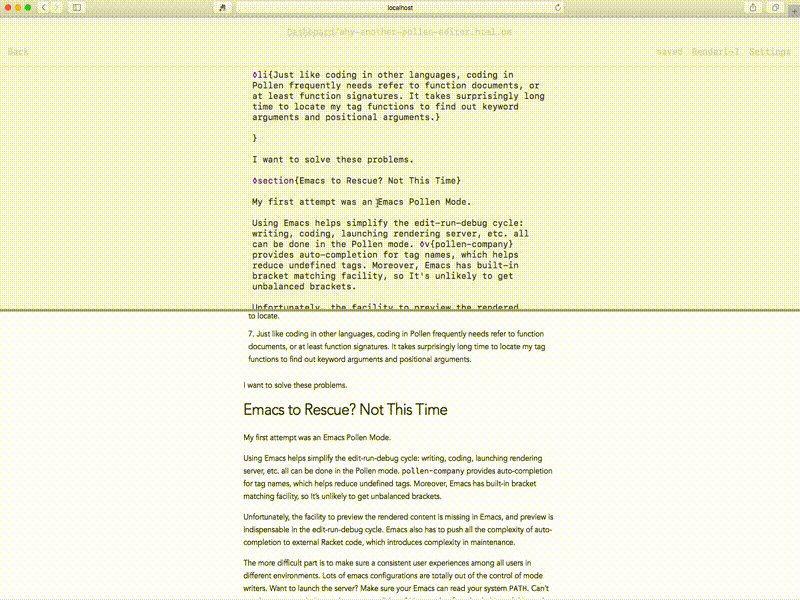 localhost
Dashboard/why-another-pollen-editor.html.pm
Back
saved Render(⌥-1) Settings
◊li{Just like coding in other languages, coding in
Pollen frequently needs refer to function documents, or
at least function signatures. It takes surprisingly long
time to locate my tag functions to find out keyword
arguments and positional arguments.}
}
I want to solve these problems.
◊section{Emacs to Rescue? Not This Time}
My first attempt was an Emacs Pollen Mode.
Using Emacs helps simplify the edit-run-debug cycle:
writing, coding, launching rendering server, etc. all
can be done in the Pollen mode. ◊v{pollen-company}
provides auto-completion for tag names, which helps
reduce undefined tags. Moreover, Emacs has built-in
bracket matching facility, so It's unlikely to get
unbalanced brackets.
Unfortunately, the facility to preview the rendered
to locate.
7. Just like coding in other languages, coding in Pollen frequently needs refer to function
documents, or at least function signatures. It takes surprisingly long time to locate my tag
functions to find out keyword arguments and positional arguments.
I want to solve these problems.
Emacs to Rescue? Not This Time
My first attempt was an Emacs Pollen Mode.
Using Emacs helps simplify the edit-run-debug cycle: writing, coding, launching rendering
server, etc. all can be done in the Pollen mode. pollen-company provides auto-completion
for tag names, which helps reduce undefined tags. Moreover, Emacs has built-in bracket
matching facility, so It's unlikely to get unbalanced brackets.
Unfortunately, the facility to preview the rendered content is missing in Emacs, and preview is
indispensable in the edit-run-debug cycle. Emacs also has to push all the complexity of auto-
completion to external Racket code, which introduces complexity in maintenance.
The more difficult part is to make sure a consistent user experiences among all users in
different environments. Lots of emacs configurations are totally out of the control of mode
writers. Want to launch the server? Make sure your Emacs can read your system PATH. Can't